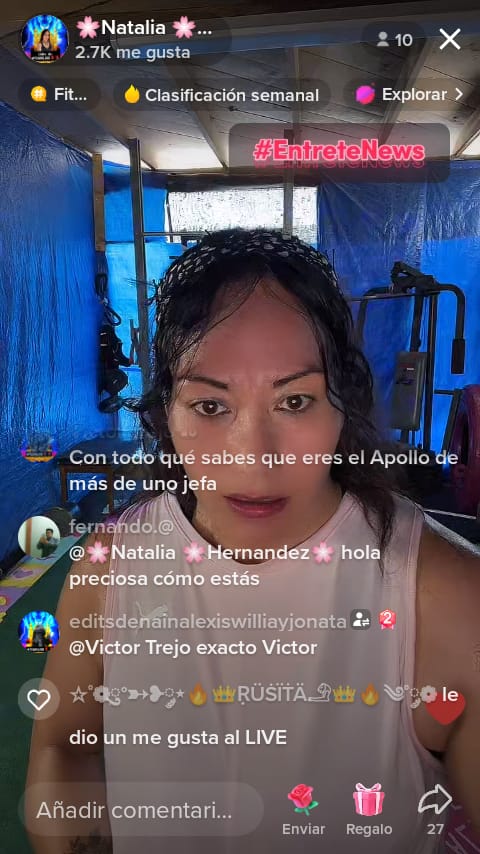 🌸Natalia 🌸...
2.7K me gusta
10
Fit...
Clasificación semanal
Explorar
#EntreteNews
Con todo qué sabes que eres el Apollo de
más de uno jefa
fernando.@
@🌸Natalia 🌸Hernandez🌸 hola
preciosa cómo estás
editsdenainalexiswilliayjonata
@Victor Trejo exacto Victor
ṚÜṠÏṪÄ le
dio un me gusta al LIVE
Añadir comentari...
Enviar
Regalo
27